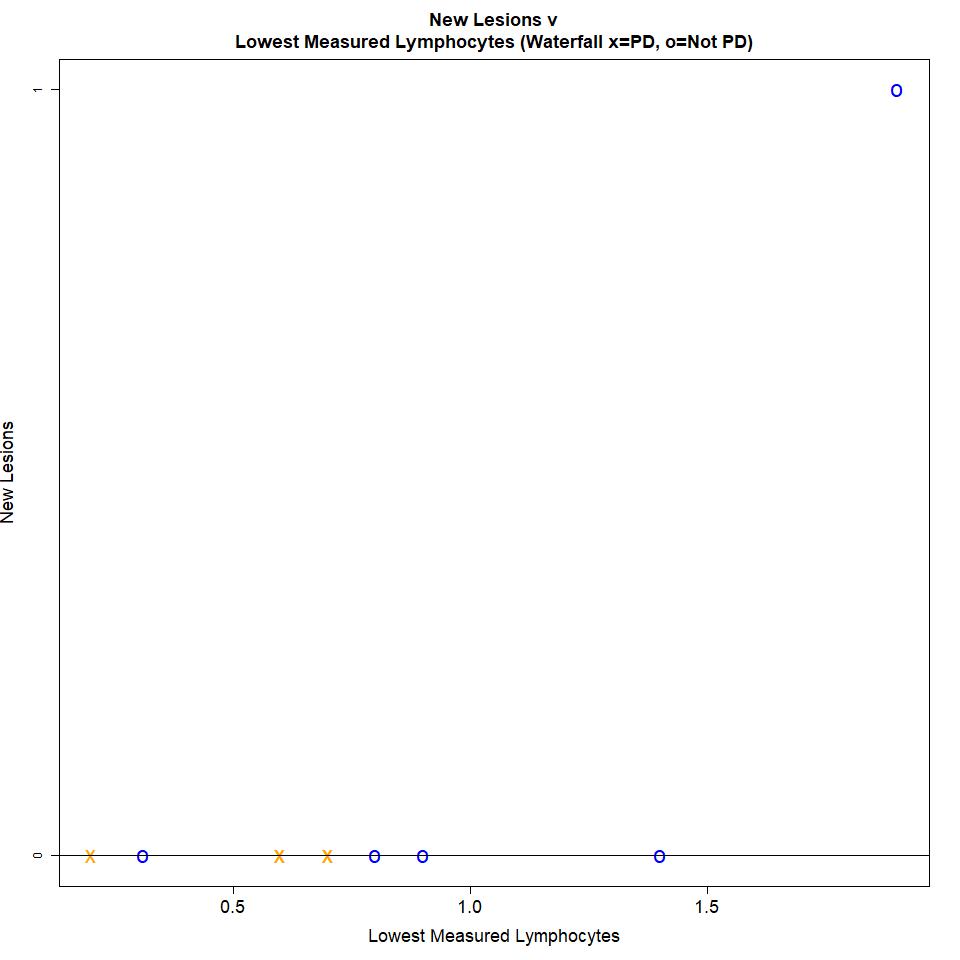 New Lesions v
Lowest Measured Lymphocytes (Waterfall x=PD, o=Not PD)
1
o
New Lesions
0
x o x x o o o
0.5 1.0 1.5
Lowest Measured Lymphocytes